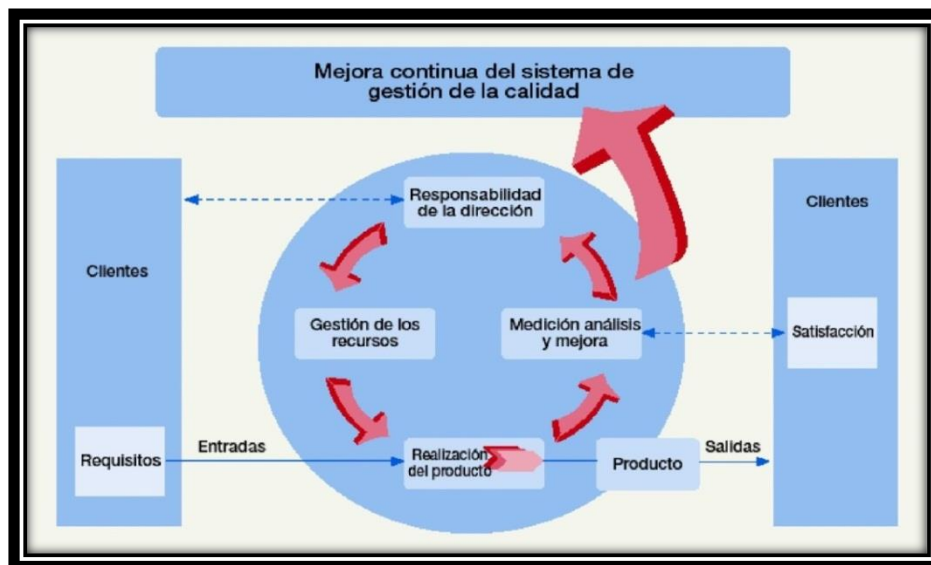 Mejora continua del sistema de
gestión de la calidad
Responsabilidad
de la dirección
Clientes
Clientes
Gestión de los
recursos
Medición análisis
y mejora
Satisfacción
Requisitos
Entradas
Realización
del producto
Producto
Salidas